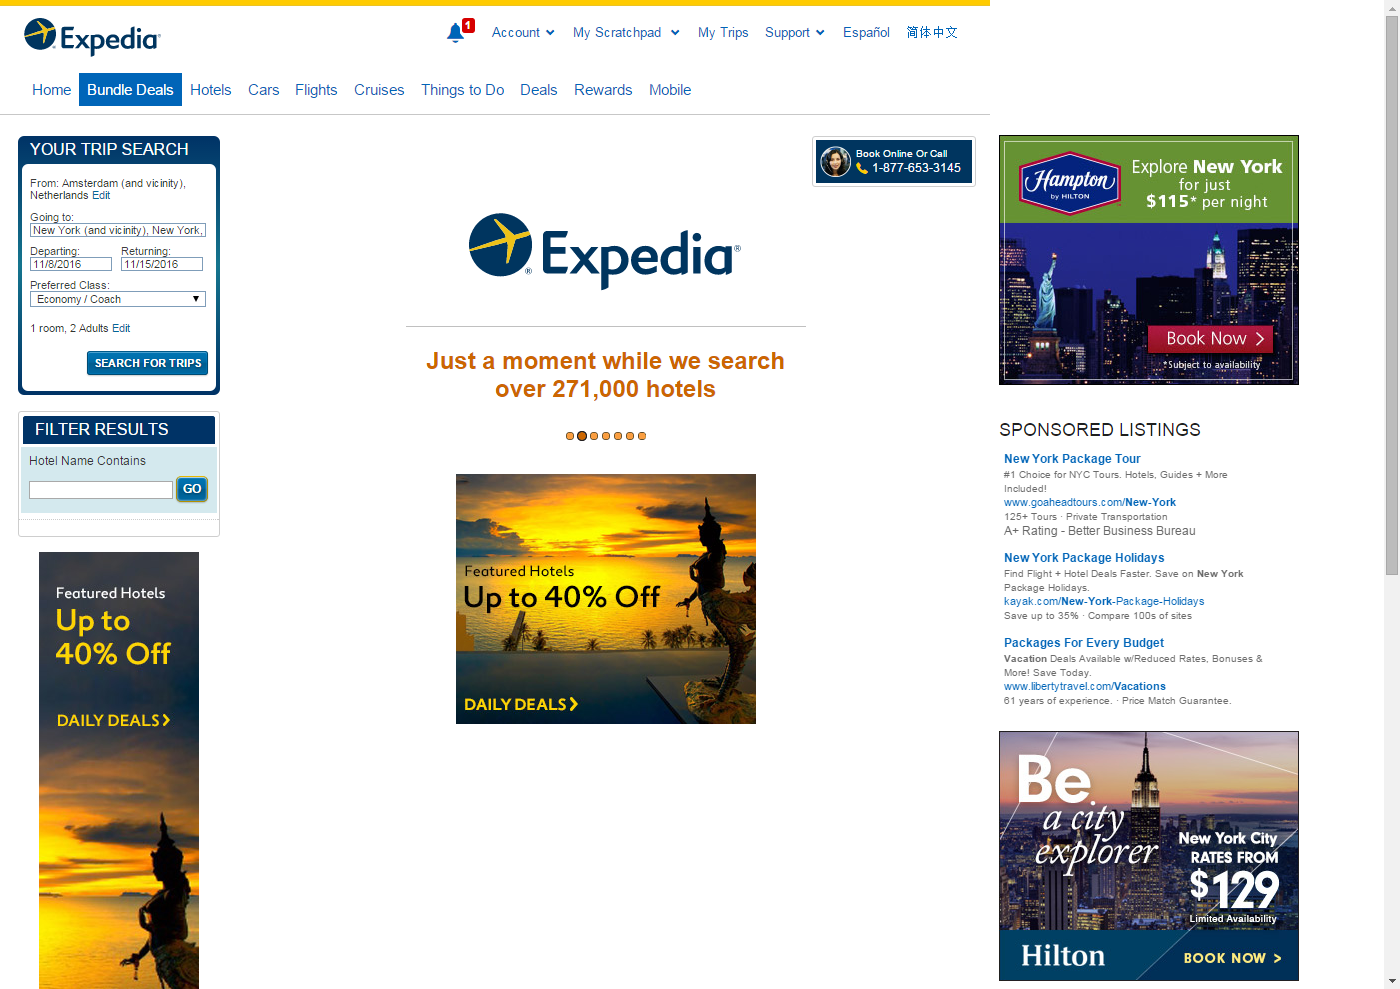 Expedia
1
Account
My Scratchpad
My Trips
Support
Español
简体中文
Home
Bundle Deals
Hotels
Cars
Flights
Cruises
Things to Do
Deals
Rewards
Mobile
YOUR TRIP SEARCH
From: Amsterdam (and vicinity),
Netherlands Edit
Going to:
New York (and vicinity), New York,
Departing: Returning:
11/8/2016 11/15/2016
Preferred Class:
Economy / Coach
1 room, 2 Adults Edit
SEARCH FOR TRIPS
FILTER RESULTS
Hotel Name Contains
GO
Featured Hotels
Up to
40% Off
DAILY DEALS
Book Online Or Call
1-877-653-3145
Expedia®
Just a moment while we search
over 271,000 hotels
Featured Hotels
Up to 40% Off
DAILY DEALS
Hampton
by HILTON
Explore New York
for just
$115* per night
Book Now
*Subject to availability
SPONSORED LISTINGS
New York Package Tour
#1 Choice for NYC Tours. Hotels, Guides + More
Included!
www.goaheadtours.com/New-York
125+ Tours · Private Transportation
A+ Rating - Better Business Bureau
New York Package Holidays
Find Flight + Hotel Deals Faster. Save on New York
Package Holidays.
kayak.com/New-York-Package-Holidays
Save up to 35% · Compare 100s of sites
Packages For Every Budget
Vacation Deals Available w/Reduced Rates, Bonuses &
More! Save Today.
www.libertytravel.com/Vacations
61 years of experience. · Price Match Guarantee.
Be
a city
explorer
New York City
RATES FROM
$129
Limited Availability
Hilton
BOOK NOW >